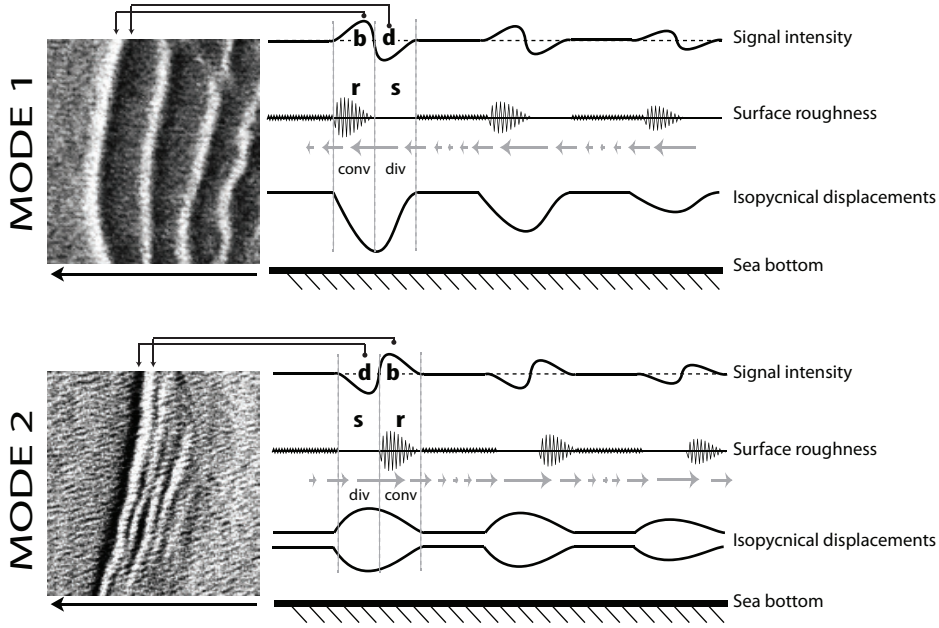 MODE 1
b d
Signal intensity
r s
Surface roughness
conv div
Isopycnical displacements
Sea bottom
MODE 2
d b
Signal intensity
s r
Surface roughness
div conv
Isopycnical displacements
Sea bottom